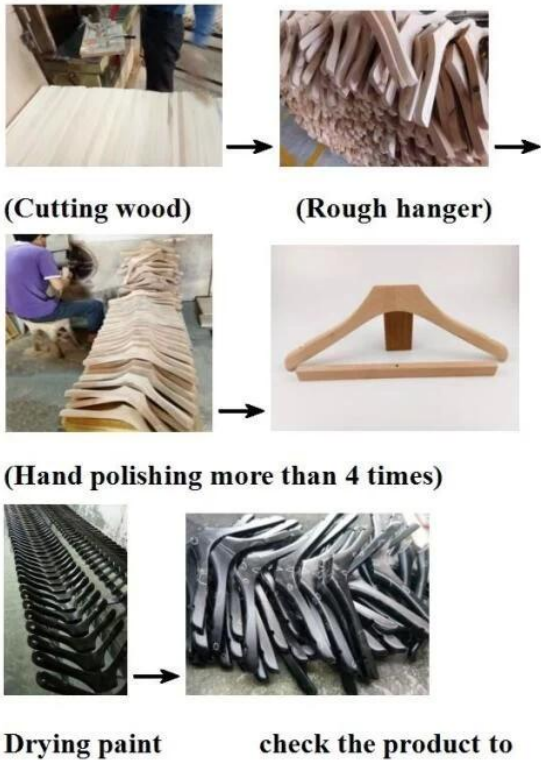 (Cutting wood) (Rough hanger)
(Hand polishing more than 4 times)
Drying paint check the product to